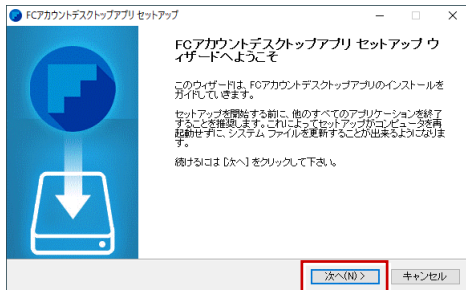 FCアカウントデスクトップアプリ セットアップ
FCアカウントデスクトップアプリ セットアップ ウ
ィザードへようこそ
このウィザードは、FCアカウントデスクトップアプリのインストールを
ガイドしていきます。
セットアップを開始する前に、他のすべてのアプリケーションを終了
することを推奨します。これによってセットアップがコンピュータを再
起動せずに、システム ファイルを更新することが出来るようになりま
す。
続けるには [次へ] をクリックして下さい。
次へ(N) >
キャンセル